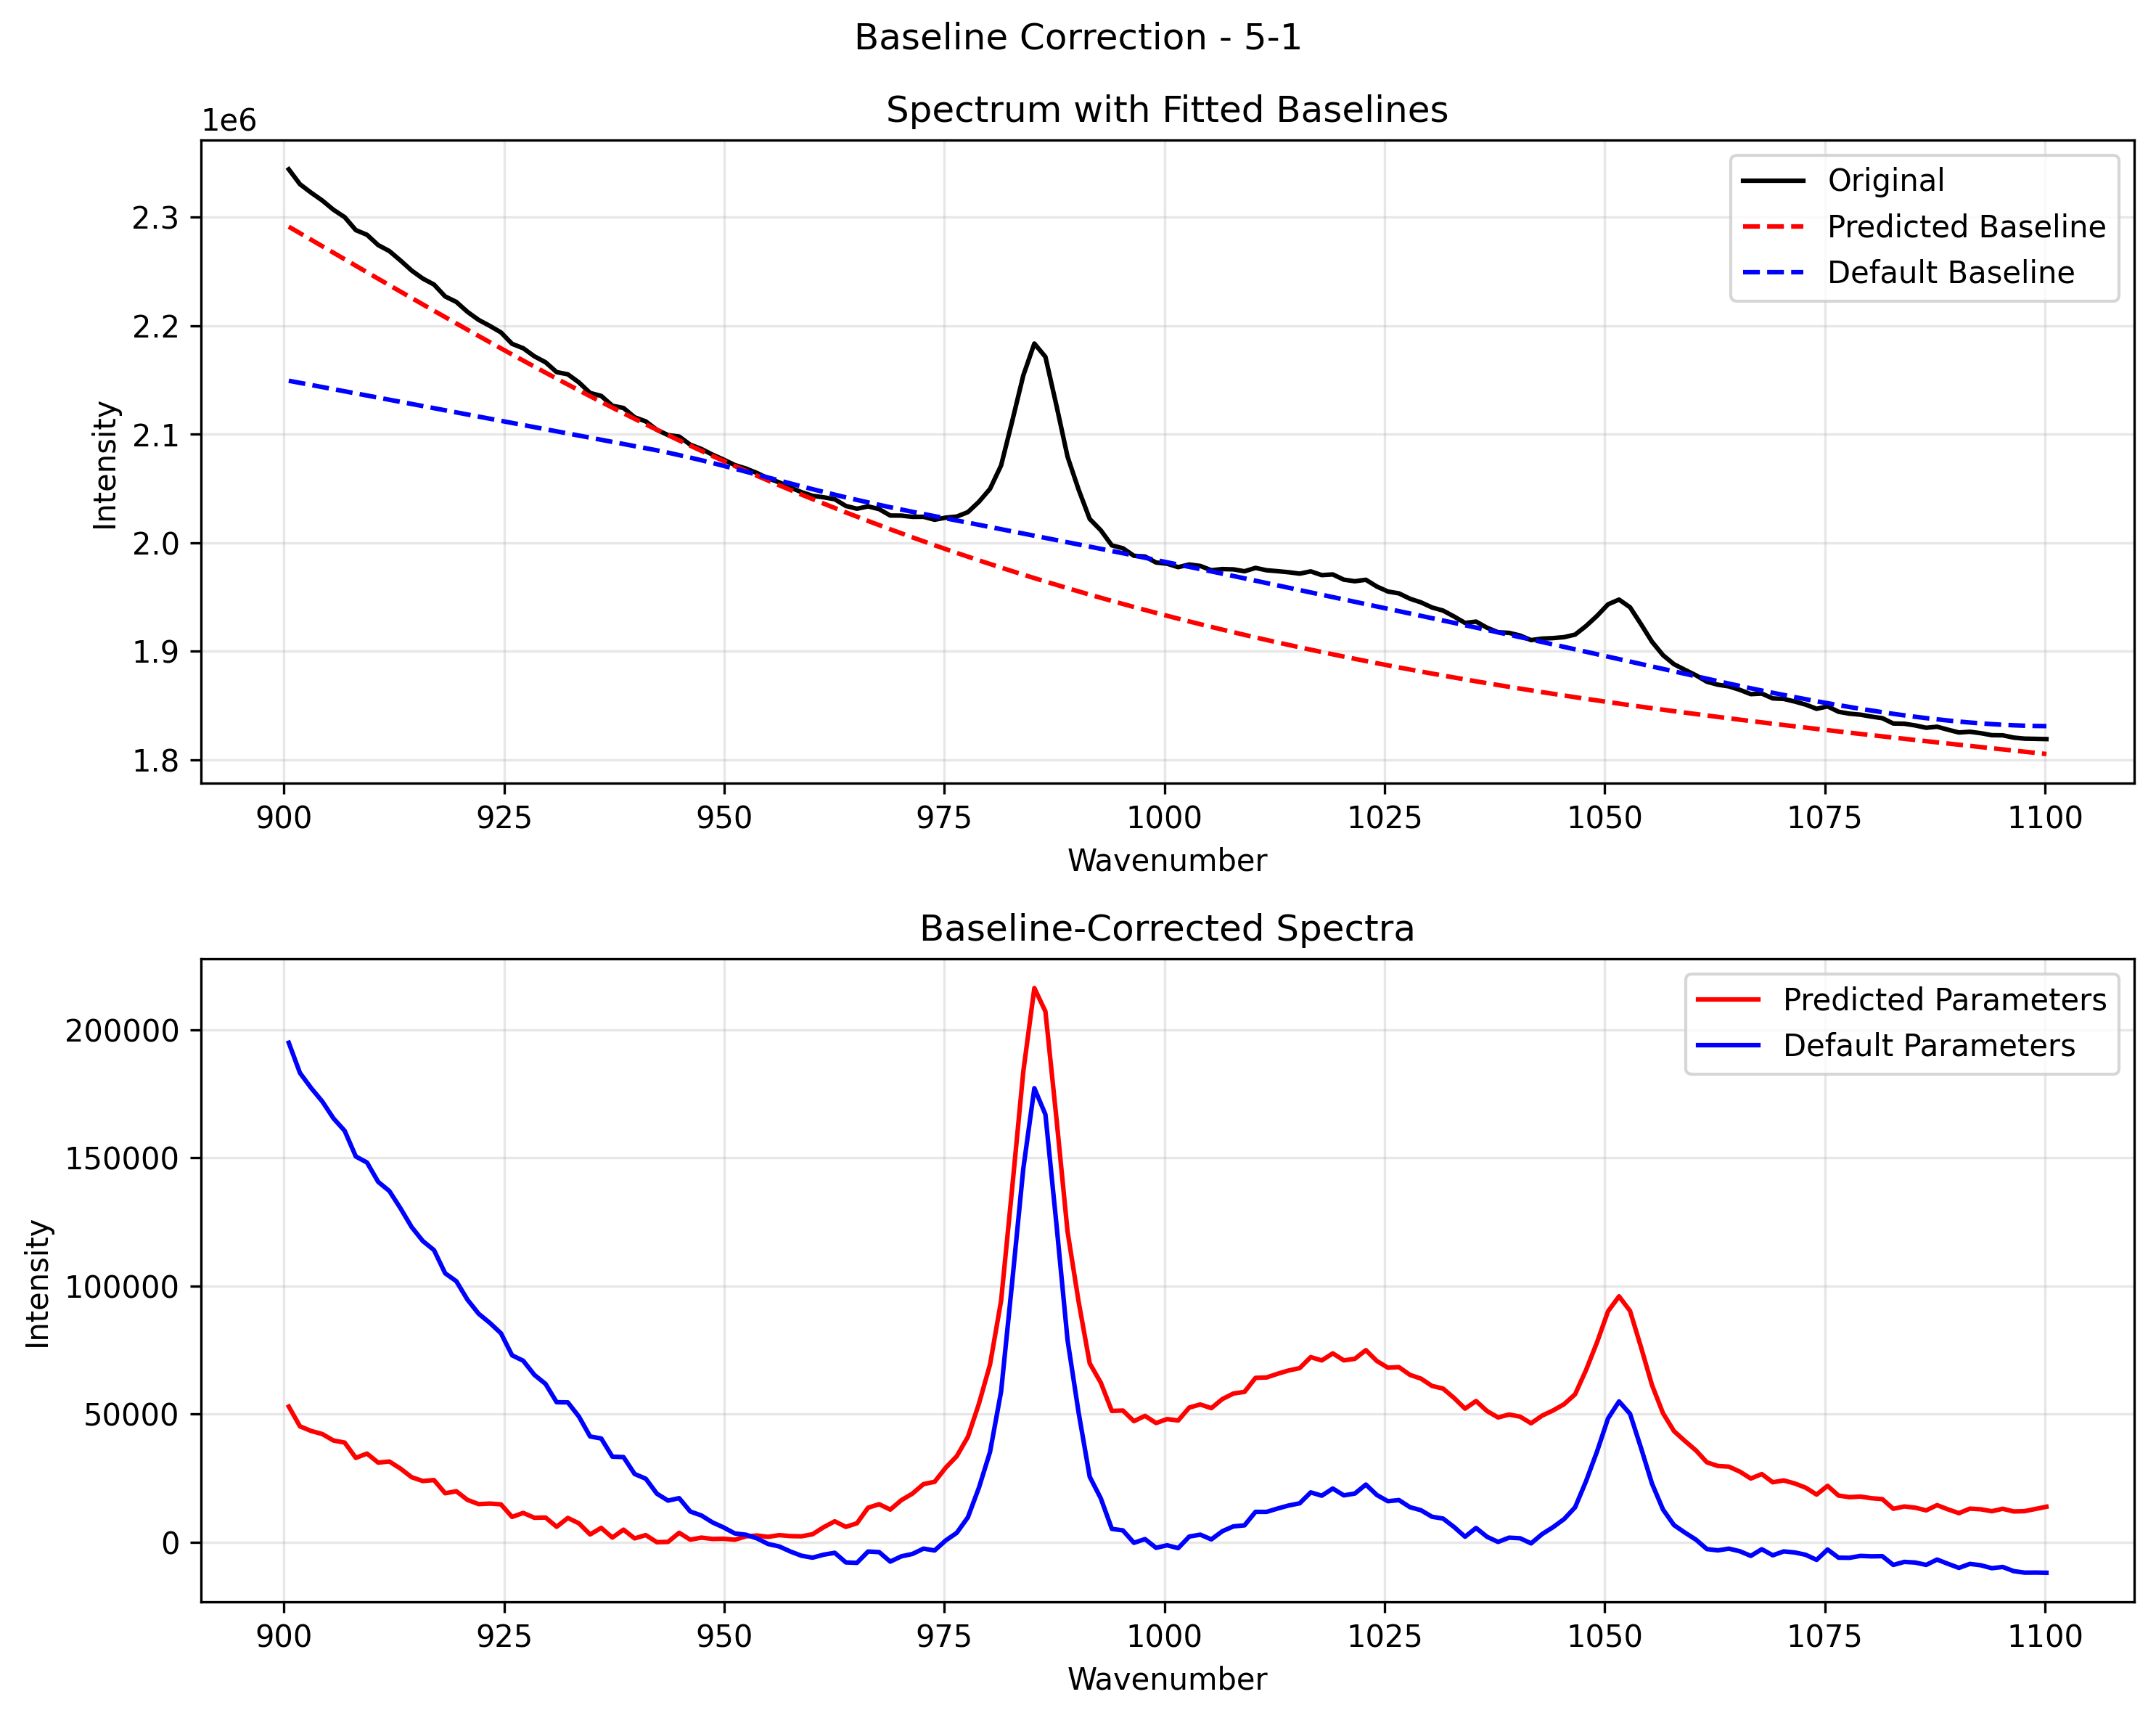 Baseline Correction - 5-1
Spectrum with Fitted Baselines
1e6
Original
Predicted Baseline
Default Baseline
2.3
2.2
2.1
2.0
1.9
1.8
Intensity
900 925 950 975 1000 1025 1050 1075 1100
Wavenumber
Baseline-Corrected Spectra
Predicted Parameters
Default Parameters
200000
150000
100000
50000
0
Intensity
900 925 950 975 1000 1025 1050 1075 1100
Wavenumber